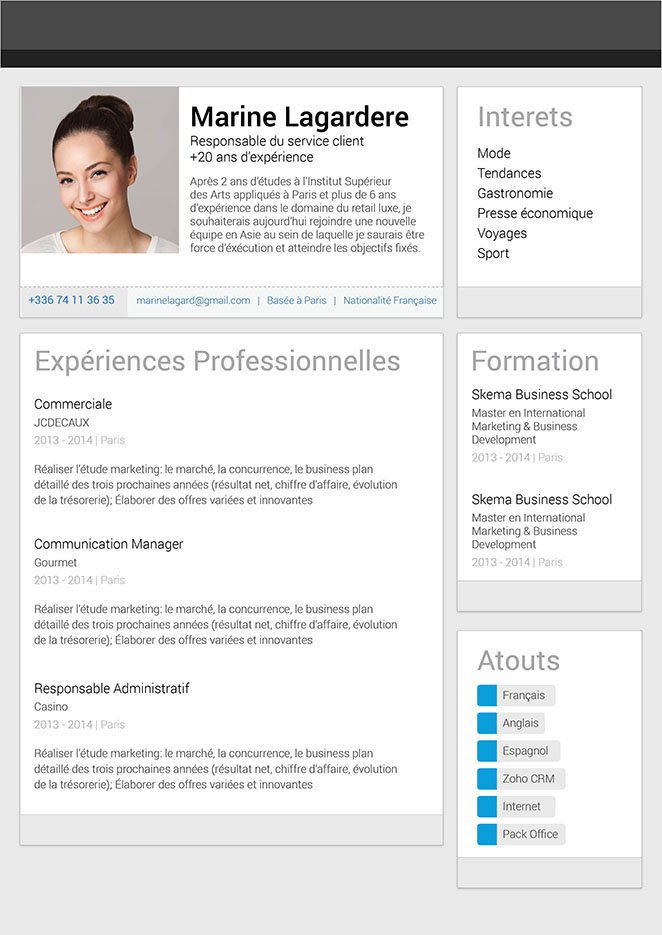 Marine Lagardere
Responsable du service client
+20 ans d'expérience
Après 2 ans d'études à l'Institut Supérieur
des Arts appliqués à Paris et plus de 6 ans
d'expérience dans le domaine du retail luxe, je
souhaiterais aujourd'hui rejoindre une nouvelle
équipe en Asie au sein de laquelle je saurais être
force d'éxécution et atteindre les objectifs fixés.
+336 74 11 36 35
marinelagard@gmail.com | Basée à Paris | Nationalité Française
Interets
Mode
Tendances
Gastronomie
Presse économique
Voyages
Sport
Expériences Professionnelles
Commerciale
JCDECAUX
2013 - 2014 | Paris
Réaliser l'étude marketing: le marché, la concurrence, le business plan
détaillé des trois prochaines années (résultat net, chiffre d'affaire, évolution
de la trésorerie); Élaborer des offres variées et innovantes
Communication Manager
Gourmet
2013 - 2014 | Paris
Réaliser l'étude marketing: le marché, la concurrence, le business plan
détaillé des trois prochaines années (résultat net, chiffre d'affaire, évolution
de la trésorerie); Élaborer des offres variées et innovantes
Responsable Administratif
Casino
2013 - 2014 | Paris
Réaliser l'étude marketing: le marché, la concurrence, le business plan
détaillé des trois prochaines années (résultat net, chiffre d'affaire, évolution
de la trésorerie); Élaborer des offres variées et innovantes
Formation
Skema Business School
Master en International
Marketing & Business
Development
2013 - 2014 | Paris
Skema Business School
Master en International
Marketing & Business
Development
2013 - 2014 | Paris
Atouts
Français
Anglais
Espagnol
Zoho CRM
Internet
Pack Office